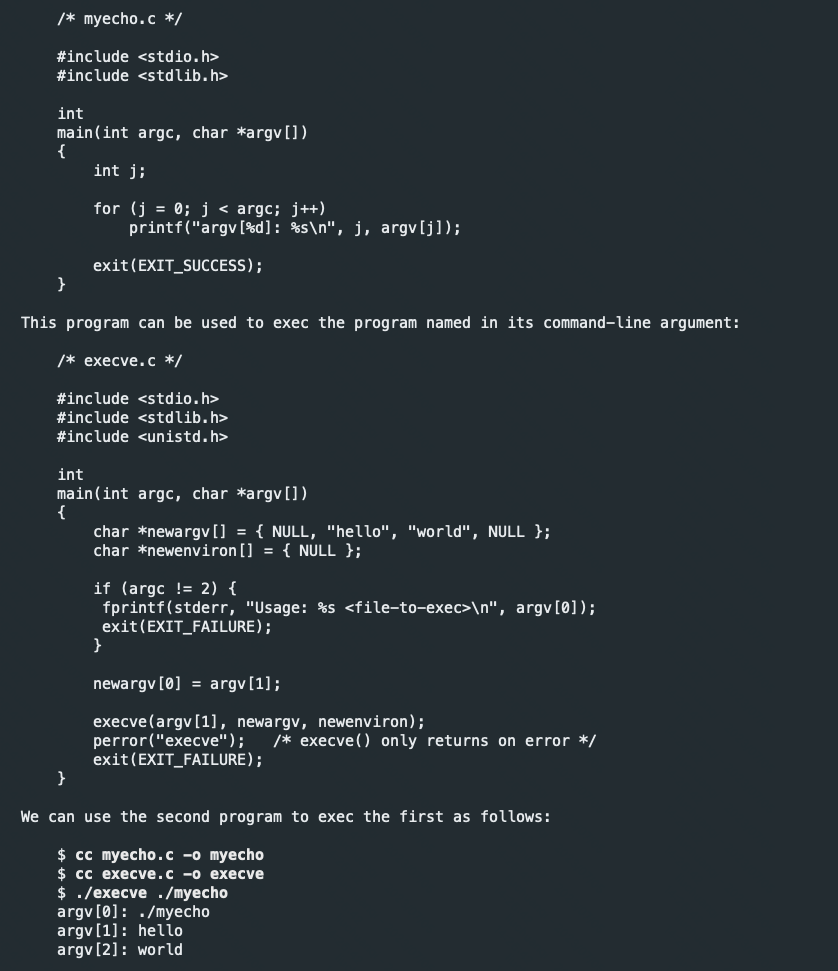 /* myecho.c */
#include <stdio.h>
#include <stdlib.h>
int
main(int argc, char *argv[])
{
int j;
for (j = 0; j < argc; j++)
printf("argv[%d]: %s\n", j, argv[j]);
exit(EXIT_SUCCESS);
}
This program can be used to exec the program named in its command-line argument:
/* execve.c */
#include <stdio.h>
#include <stdlib.h>
#include <unistd.h>
int
main(int argc, char *argv[])
{
char *newargv[] = { NULL, "hello", "world", NULL };
char *newenviron[] = { NULL };
if (argc != 2) {
fprintf(stderr, "Usage: %s <file-to-exec>\n", argv[0]);
exit(EXIT_FAILURE);
}
newargv[0] = argv[1];
execve(argv[1], newargv, newenviron);
perror("execve");   /* execve() only returns on error */
exit(EXIT_FAILURE);
}
We can use the second program to exec the first as follows:
$ cc myecho.c -o myecho
$ cc execve.c -o execve
$ ./execve ./myecho
argv[0]: ./myecho
argv[1]: hello
argv[2]: world